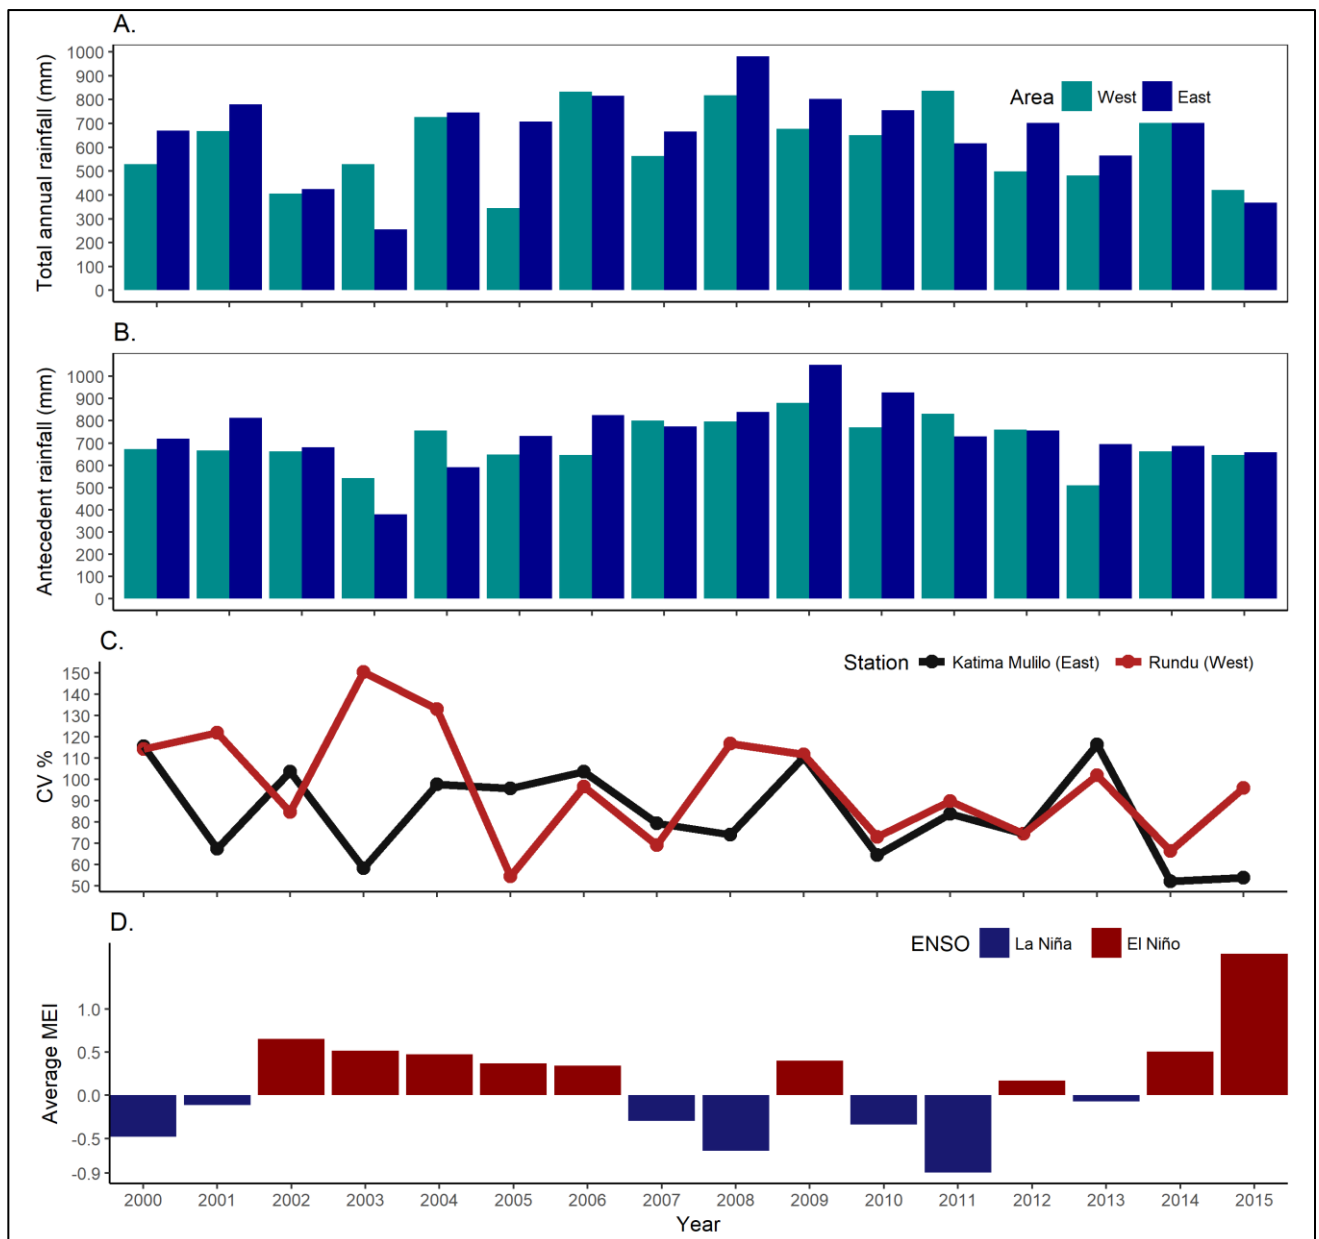 A.
Total annual rainfall (mm)
1000
900
800
700
600
500
400
300
200
100
0
Area West East
B.
Antecedent rainfall (mm)
1000
900
800
700
600
500
400
300
200
100
0
C.
CV %
150
140
130
120
110
100
90
80
70
60
50
Station Katima Mulilo (East) Rundu (West)
D.
Average MEI
1.0
0.5
0.0
-0.5
-0.9
ENSO La Niña El Niño
2000 2001 2002 2003 2004 2005 2006 2007 2008 2009 2010 2011 2012 2013 2014 2015
Year